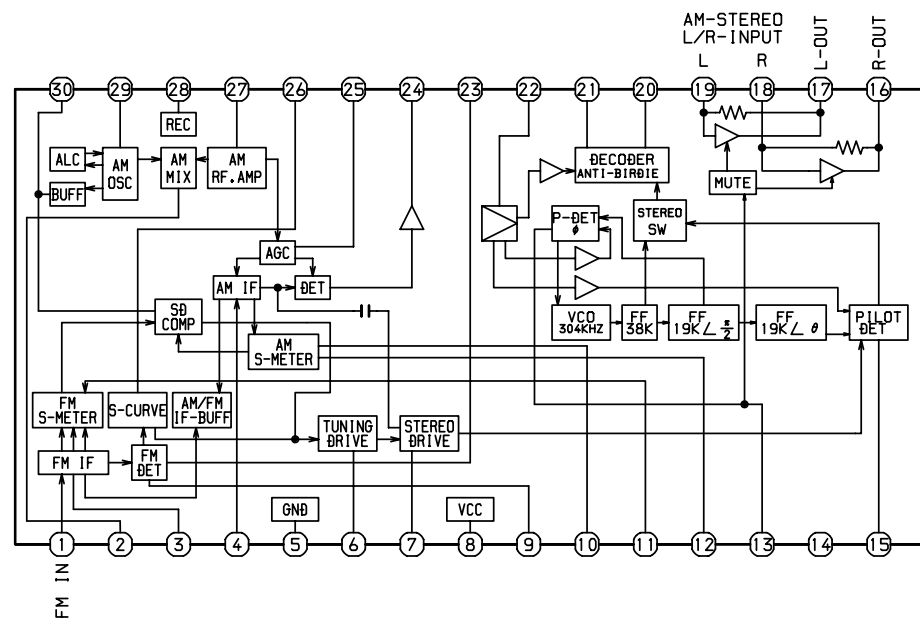 AM-STEREO
L/R-INPUT
L R
L-OUT
R-OUT
30 29 28 27 26 25 24 23 22 21 20 19 18 17 16
REC
ALC
BUFF
AM
OSC
AM
MIX
AM
RF.AMP
DECODER
ANTI-BIRDIE
MUTE
P-DET
ø
STEREO
SW
AGC
AM IF
DET
SD
COMP
AM
S-METER
VCO
304KHZ
FF
38K
FF
19K∠ π/2
FF
19K∠ θ
PILOT
DET
FM
S-METER
S-CURVE
AM/FM
IF-BUFF
TUNING
DRIVE
STEREO
DRIVE
FM IF
FM
DET
GND
VCC
1 2 3 4 5 6 7 8 9 10 11 12 13 14 15
FM IN